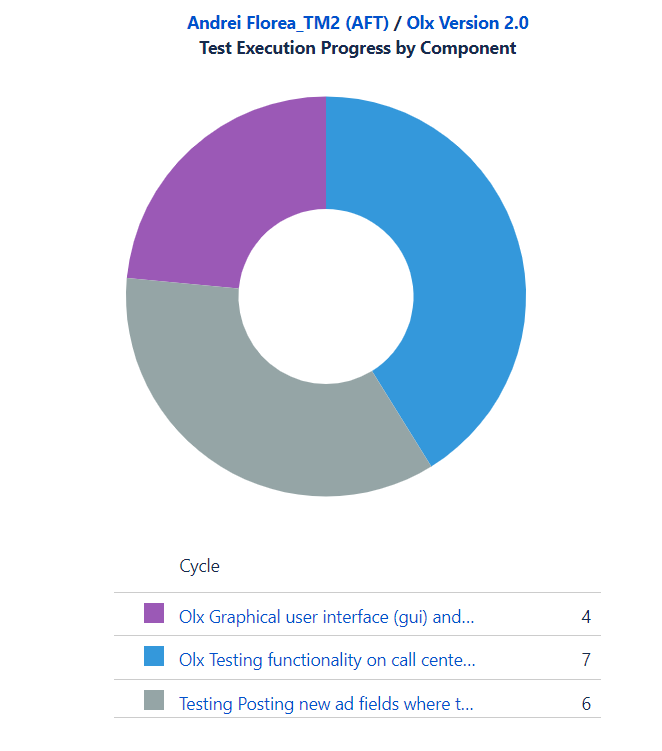 Andrei Florea_TM2 (AFT) / Olx Version 2.0
Test Execution Progress by Component
Cycle
Olx Graphical user interface (gui) and... 4
Olx Testing functionality on call cente... 7
Testing Posting new ad fields where t... 6